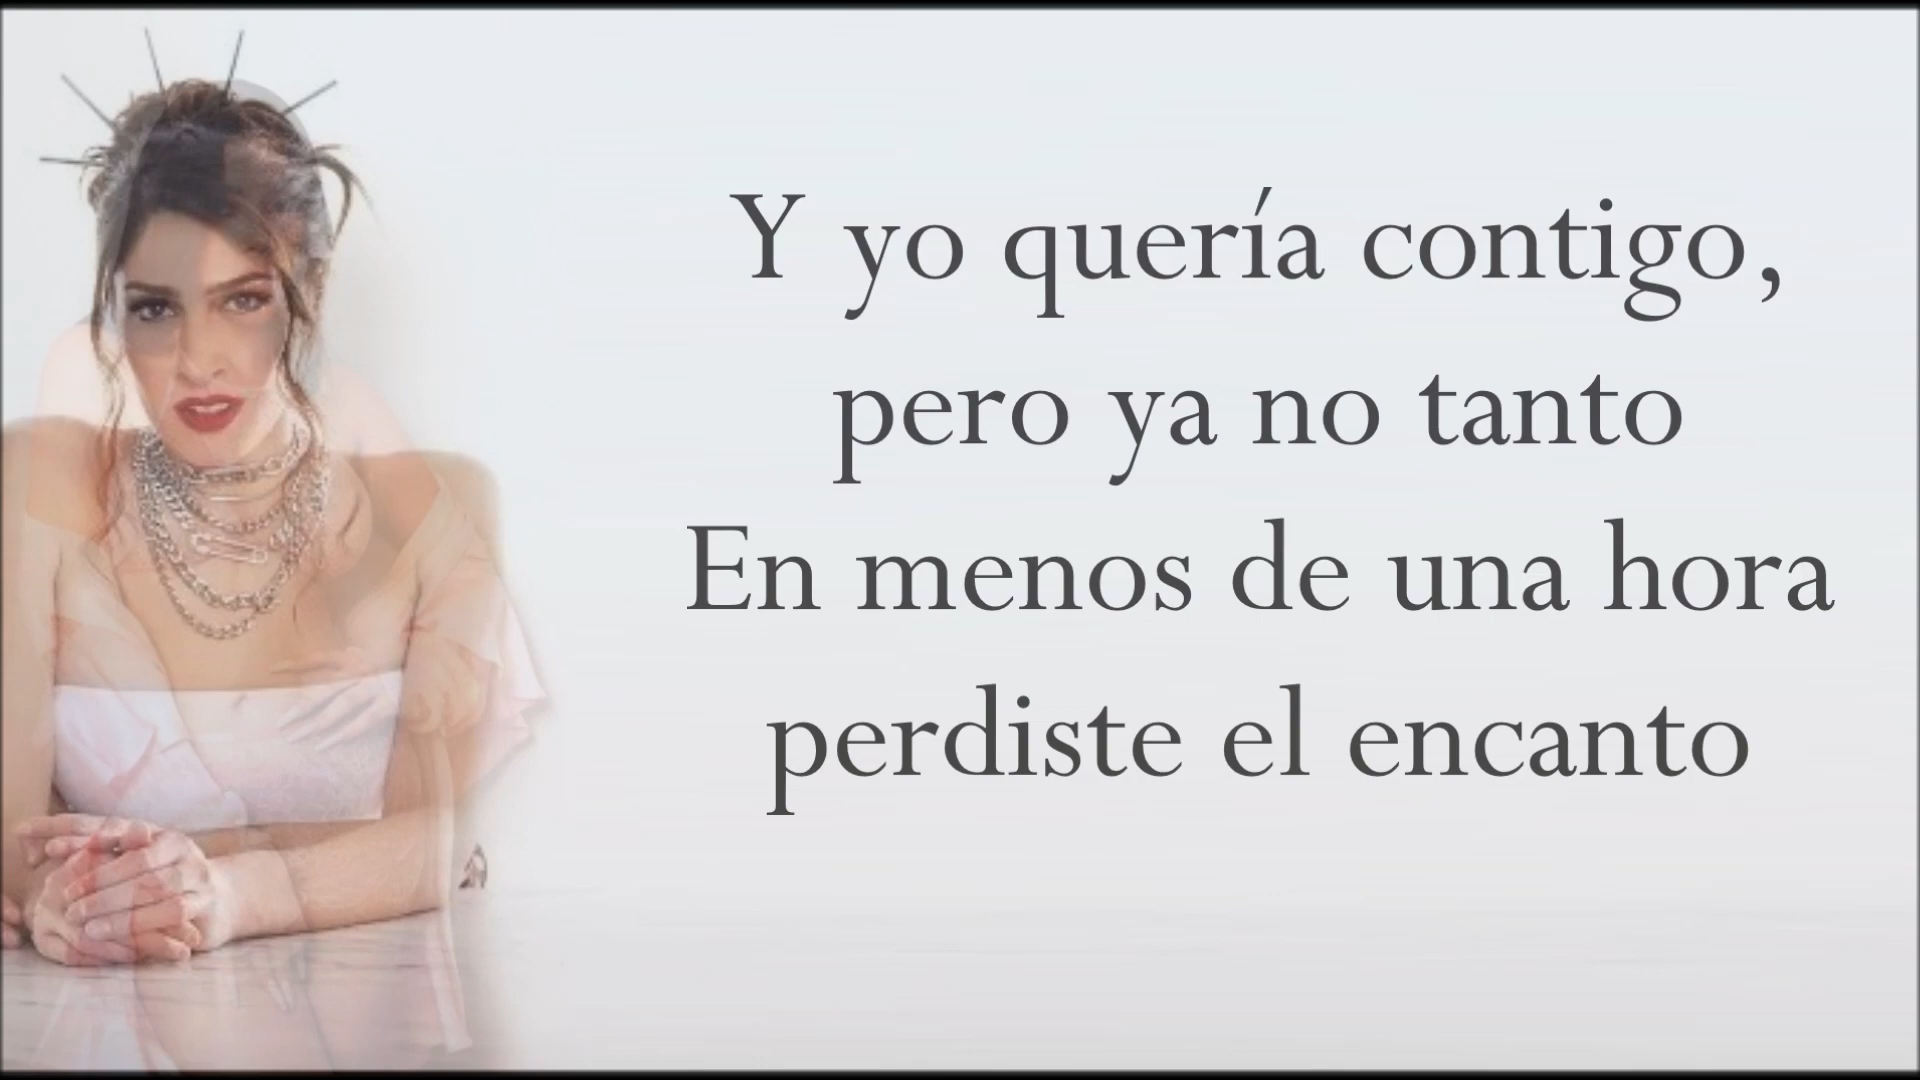 Y yo quería contigo,
pero ya no tanto
En menos de una hora
perdiste el encanto